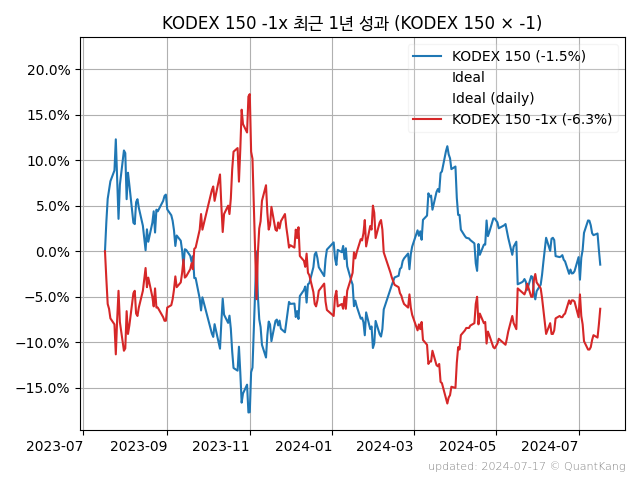 KODEX 150 -1x 최근 1년 성과 (KODEX 150 × -1)
KODEX 150 (-1.5%)
Ideal
Ideal (daily)
KODEX 150 -1x (-6.3%)
20.0%
15.0%
10.0%
5.0%
0.0%
−5.0%
−10.0%
−15.0%
2023-07 2023-09 2023-11 2024-01 2024-03 2024-05 2024-07
updated: 2024-07-17 © QuantKang